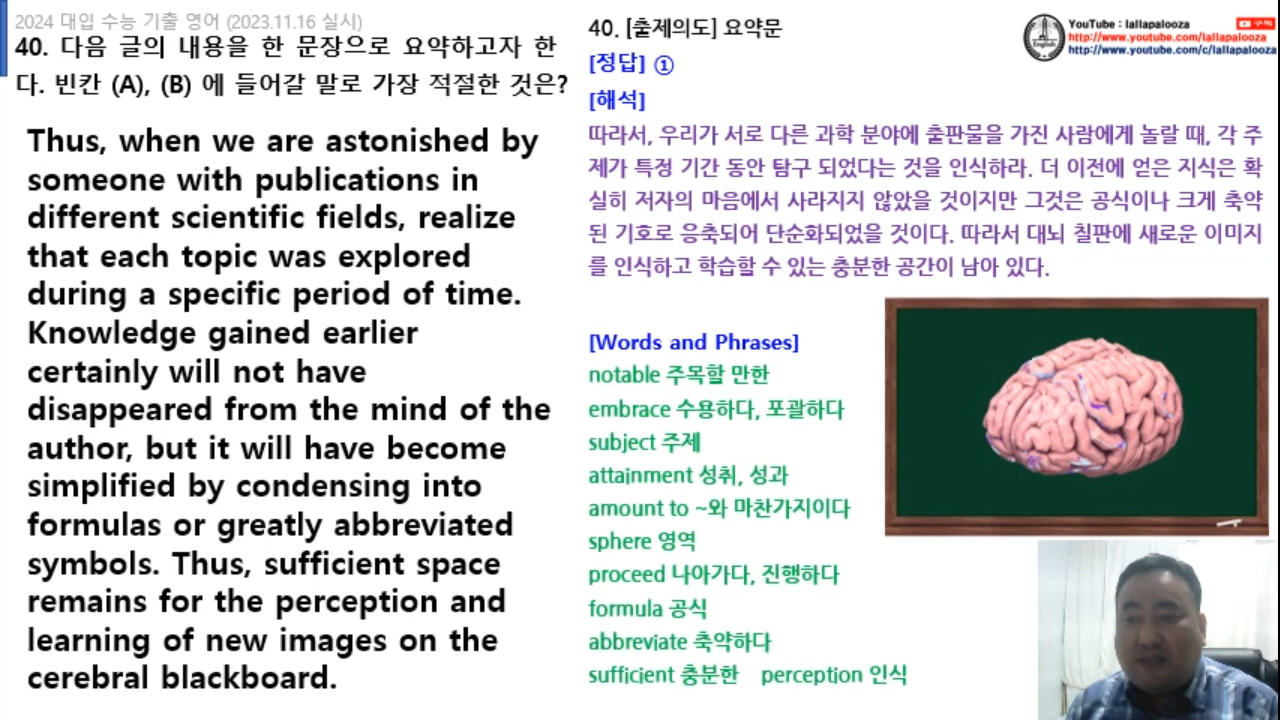 2024 대입 수능 기출 영어 (2023.11.16 실시)
40. 다음 글의 내용을 한 문장으로 요약하고자 한
다. 빈칸 (A), (B) 에 들어갈 말로 가장 적절한 것은?
Thus, when we are astonished by
someone with publications in
different scientific fields, realize
that each topic was explored
during a specific period of time.
Knowledge gained earlier
certainly will not have
disappeared from the mind of the
author, but it will have become
simplified by condensing into
formulas or greatly abbreviated
symbols. Thus, sufficient space
remains for the perception and
learning of new images on the
cerebral blackboard.
40. [출제의도] 요약문
[정답] ①
[해석]
따라서, 우리가 서로 다른 과학 분야에 출판물을 가진 사람에게 놀랄 때, 각 주
제가 특정 기간 동안 탐구 되었다는 것을 인식하라. 더 이전에 얻은 지식은 확
실히 저자의 마음에서 사라지지 않았을 것이지만 그것은 공식이나 크게 축약
된 기호로 응축되어 단순화되었을 것이다. 따라서 대뇌 칠판에 새로운 이미지
를 인식하고 학습할 수 있는 충분한 공간이 남아 있다.
[Words and Phrases]
notable 주목할 만한
embrace 수용하다, 포괄하다
subject 주제
attainment 성취, 성과
amount to ~와 마찬가지이다
sphere 영역
proceed 나아가다, 진행하다
formula 공식
abbreviate 축약하다
sufficient 충분한 perception 인식
YouTube : lallapalooza
구독
http://www.youtube.com/lallapalooza
http://www.youtube.com/c/lallapalooza
English